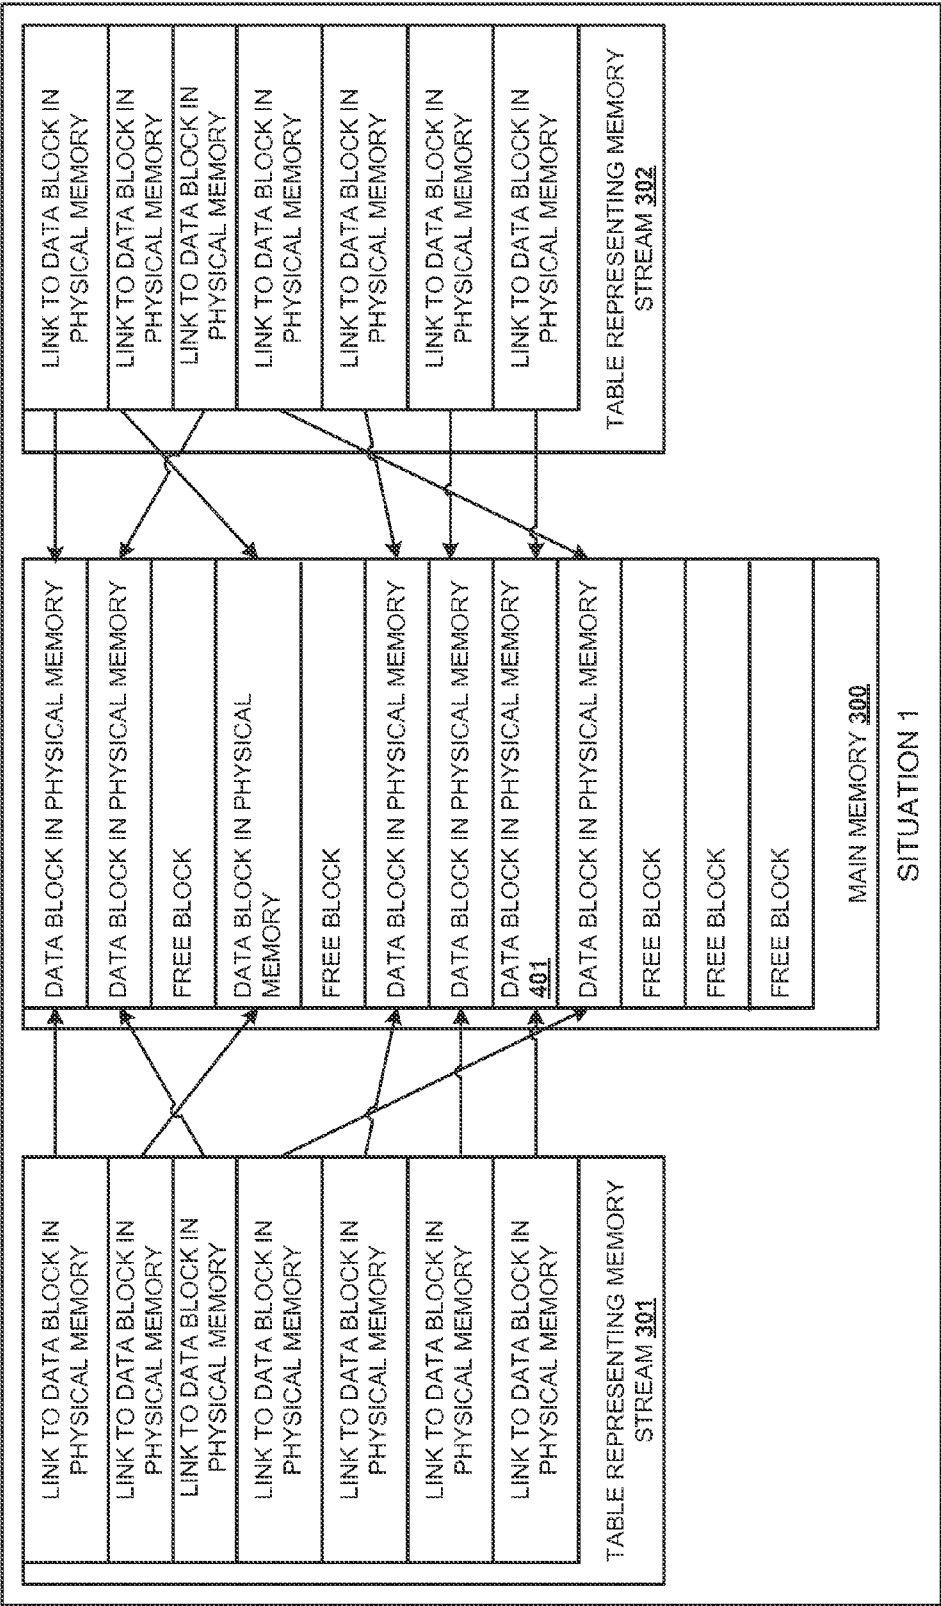 LINK TO DATA BLOCK IN
PHYSICAL MEMORY
LINK TO DATA BLOCK IN
PHYSICAL MEMORY
LINK TO DATA BLOCK IN
PHYSICAL MEMORY
LINK TO DATA BLOCK IN
PHYSICAL MEMORY
LINK TO DATA BLOCK IN
PHYSICAL MEMORY
LINK TO DATA BLOCK IN
PHYSICAL MEMORY
LINK TO DATA BLOCK IN
PHYSICAL MEMORY
TABLE REPRESENTING MEMORY
STREAM 301
DATA BLOCK IN PHYSICAL MEMORY
DATA BLOCK IN PHYSICAL MEMORY
FREE BLOCK
DATA BLOCK IN PHYSICAL
MEMORY
FREE BLOCK
DATA BLOCK IN PHYSICAL MEMORY
DATA BLOCK IN PHYSICAL MEMORY
DATA BLOCK IN PHYSICAL MEMORY
401
DATA BLOCK IN PHYSICAL MEMORY
FREE BLOCK
FREE BLOCK
FREE BLOCK
MAIN MEMORY 300
LINK TO DATA BLOCK IN
PHYSICAL MEMORY
LINK TO DATA BLOCK IN
PHYSICAL MEMORY
LINK TO DATA BLOCK IN
PHYSICAL MEMORY
LINK TO DATA BLOCK IN
PHYSICAL MEMORY
LINK TO DATA BLOCK IN
PHYSICAL MEMORY
LINK TO DATA BLOCK IN
PHYSICAL MEMORY
LINK TO DATA BLOCK IN
PHYSICAL MEMORY
TABLE REPRESENTING MEMORY
STREAM 302
SITUATION 1